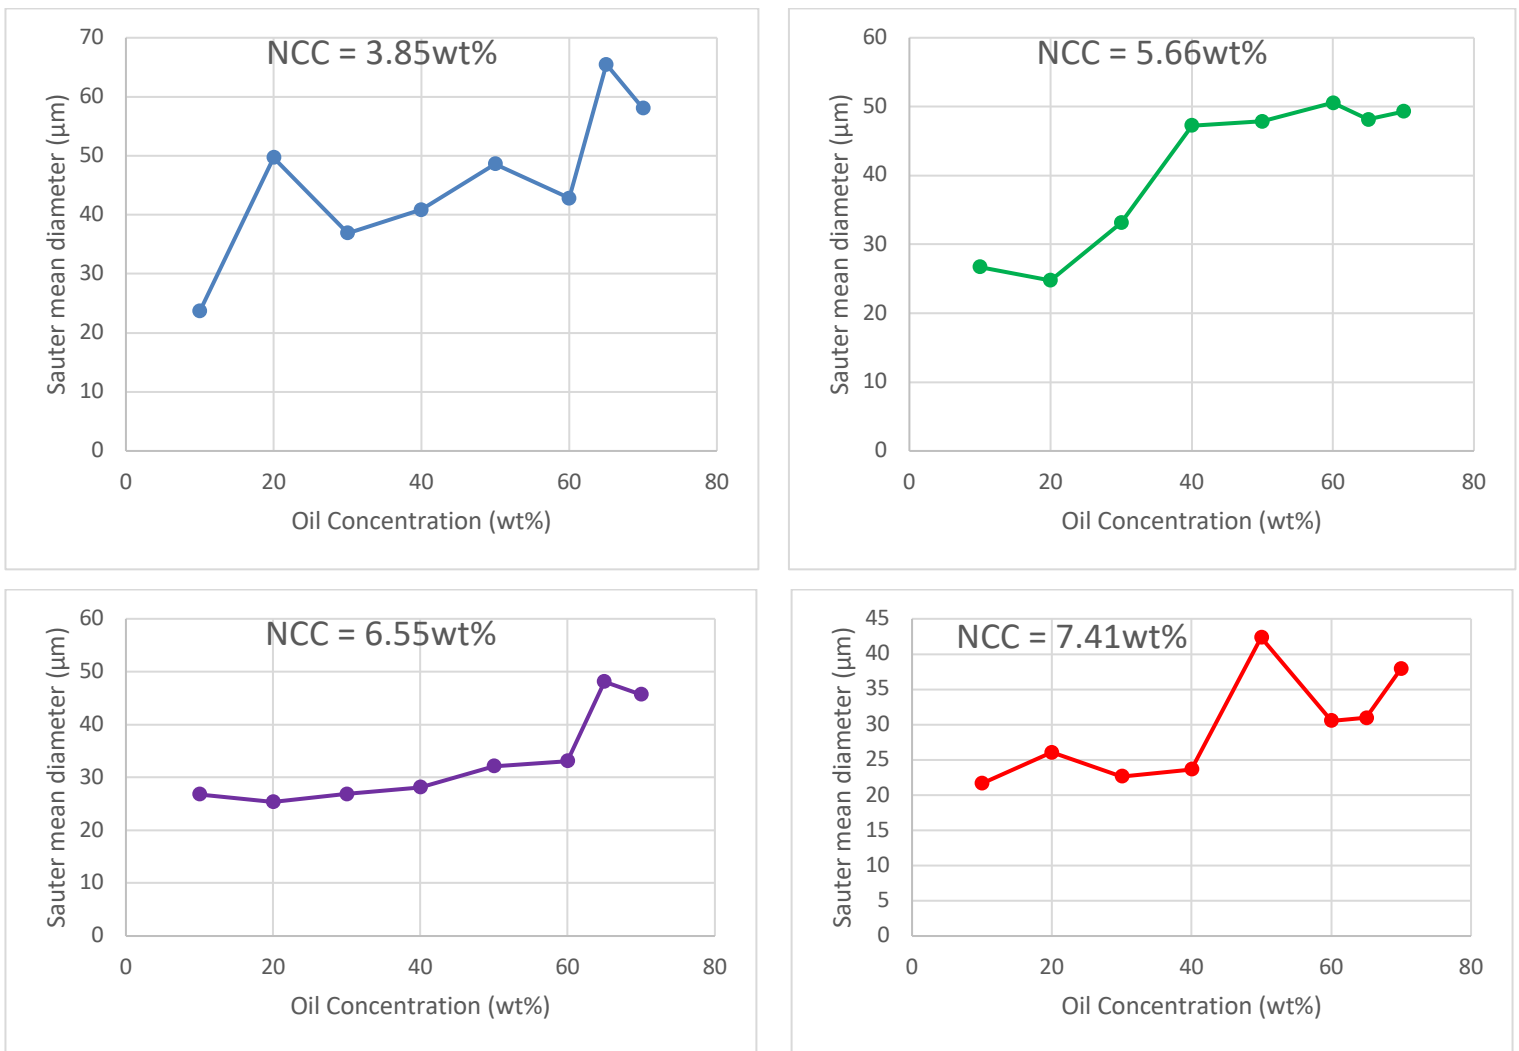 NCC = 3.85wt%
Sauter mean diameter (µm)
70
60
50
40
30
20
10
0
0 20 40 60 80
Oil Concentration (wt%)
NCC = 5.66wt%
Sauter mean diameter (µm)
60
50
40
30
20
10
0
0 20 40 60 80
Oil Concentration (wt%)
NCC = 6.55wt%
Sauter mean diameter (µm)
60
50
40
30
20
10
0
0 20 40 60 80
Oil Concentration (wt%)
NCC = 7.41wt%
Sauter mean diameter (µm)
45
40
35
30
25
20
15
10
5
0
0 20 40 60 80
Oil Concentration (wt%)